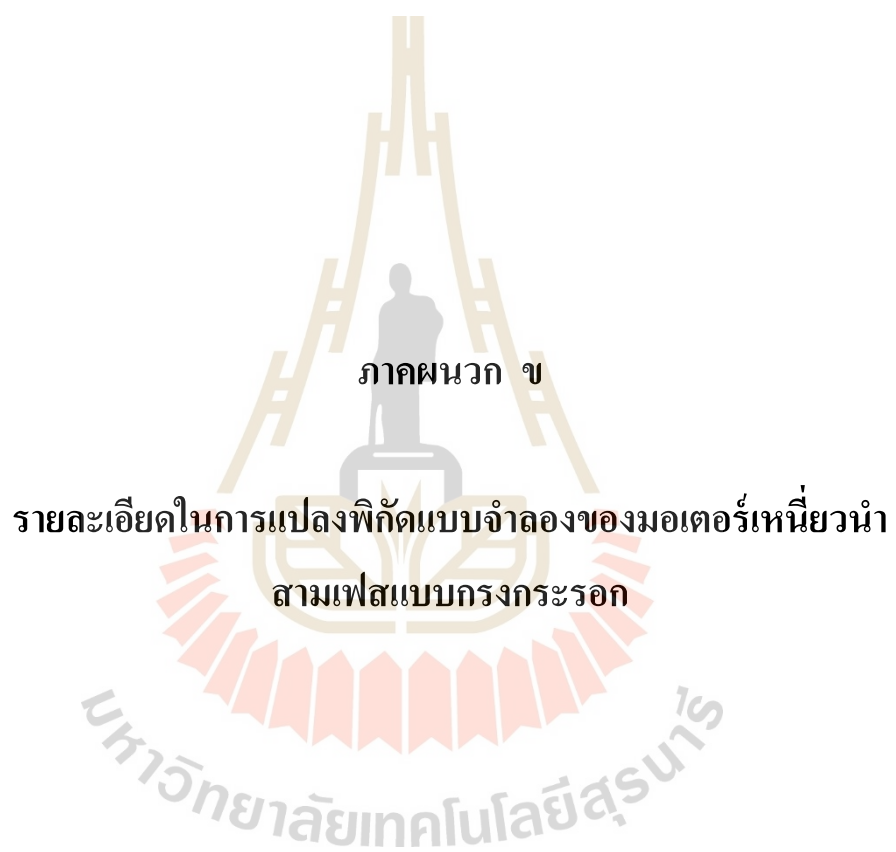 ภาคผนวก ข
รายละเอียดในการแปลงพิกัดแบบจำลองของมอเตอร์เหนี่ยวนำ
สามเฟสแบบกรงกระรอก
มหาวิทยาลัยเทคโนโลยีสุรนารี